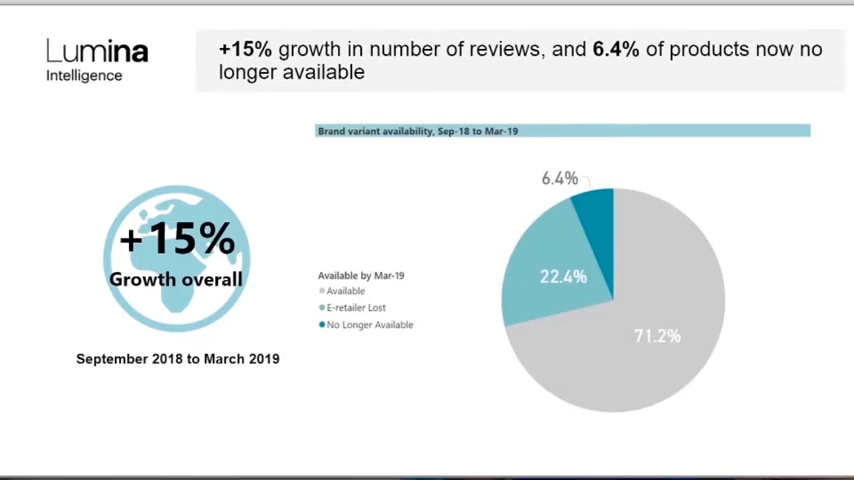 Lumina
Intelligence
+15% growth in number of reviews, and 6.4% of products now no
longer available
Brand variant availability, Sep-18 to Mar-19
+15%
Growth overall
September 2018 to March 2019
Available by Mar-19
Available
E-retailer Lost
No Longer Available
6.4%
22.4%
71.2%